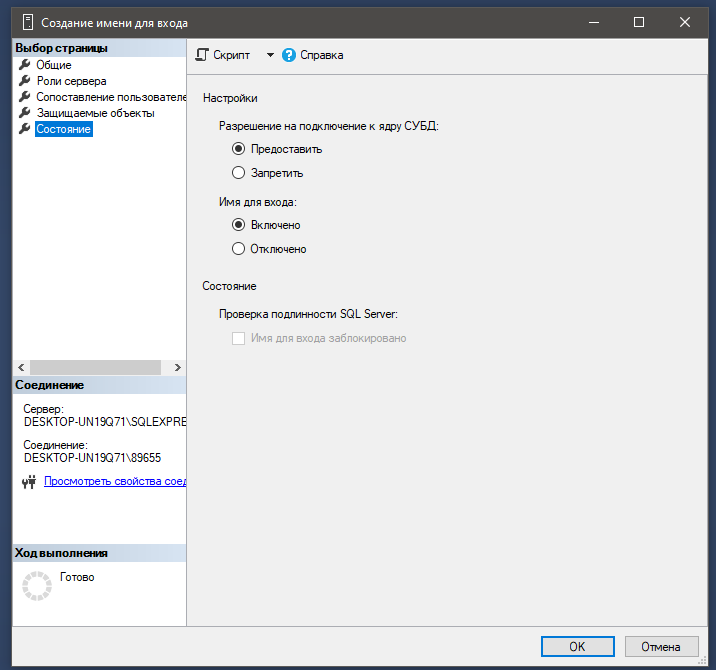 Создание имени для входа
Выбор страницы
Общие
Роли сервера
Сопоставление пользователе
Защищаемые объекты
Состояние
Скрипт
Справка
Настройки
Разрешение на подключение к ядру СУБД:
Предоставить
Запретить
Имя для входа:
Включено
Отключено
Состояние
Проверка подлинности SQL Server:
Имя для входа заблокировано
Соединение
Сервер:
DESKTOP-UN19Q71\SQLEXPRE
Соединение:
DESKTOP-UN19Q71\89655
Просмотреть свойства соед
Ход выполнения
Готово
OK
Отмена